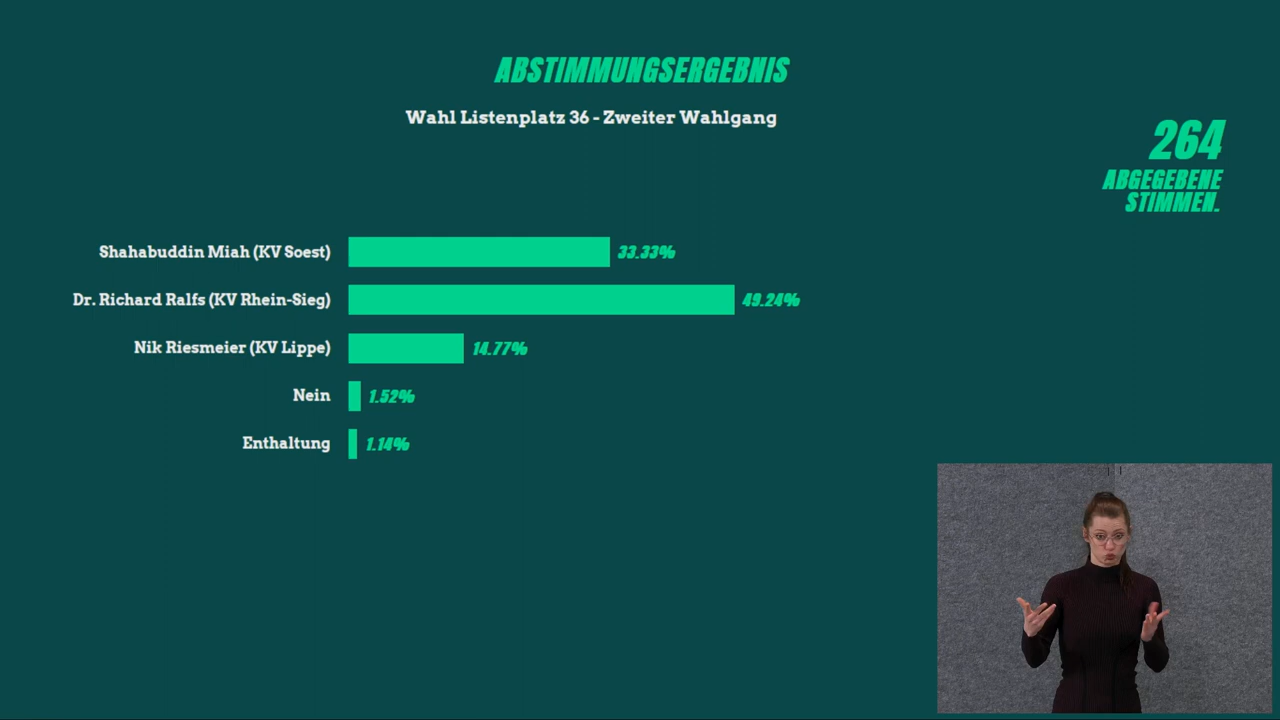 ABSTIMMUNGSERGEBNIS
Wahl Listenplatz 36 - Zweiter Wahlgang
264
ABGEGEBENE
STIMMEN.
Shahabuddin Miah (KV Soest) 33.33%
Dr. Richard Ralfs (KV Rhein-Sieg) 49.24%
Nik Riesmeier (KV Lippe) 14.77%
Nein 1.52%
Enthaltung 1.14%